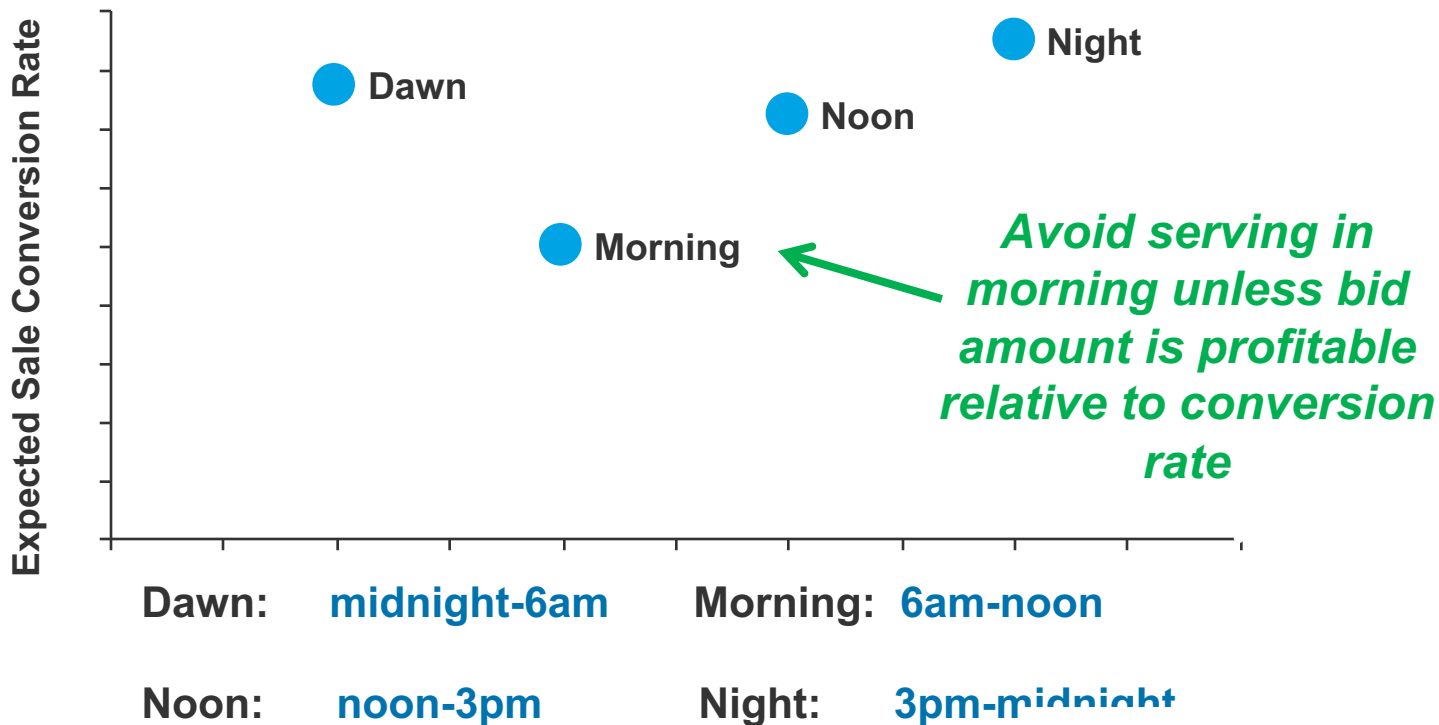 Expected Sale Conversion Rate
Night
Dawn
Noon
Morning
Avoid serving in
morning unless bid
amount is profitable
relative to conversion
rate
Dawn: midnight-6am Morning: 6am-noon
Noon: noon-3pm Night: 3pm-midnight